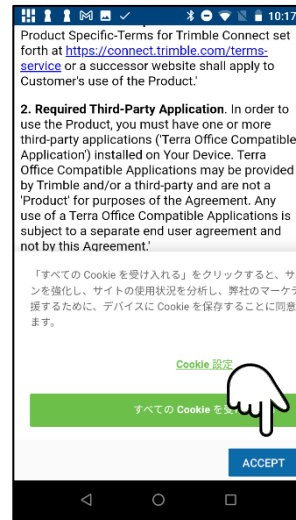 10:17
Product Specific-Terms for Trimble Connect set
forth at https://connect.trimble.com/terms-
service or a successor website shall apply to
Customer's use of the Product.'
2. Required Third-Party Application. In order to
use the Product, you must have one or more
third-party applications ('Terra Office Compatible
Application') installed on Your Device. Terra
Office Compatible Applications may be provided
by Trimble and/or a third-party and are not a
'Product' for purposes of the Agreement. Any
use of a Terra Office Compatible Applications is
subject to a separate end user agreement and
not by this Agreement.'
「すべての Cookie を受け入れる」をクリックすると、サ
ンを強化し、サイトの使用状況を分析し、弊社のマーケテ
援するために、デバイスに Cookie を保存することに同意
ます。
Cookie 設定
すべての Cookie を受
ACCEPT